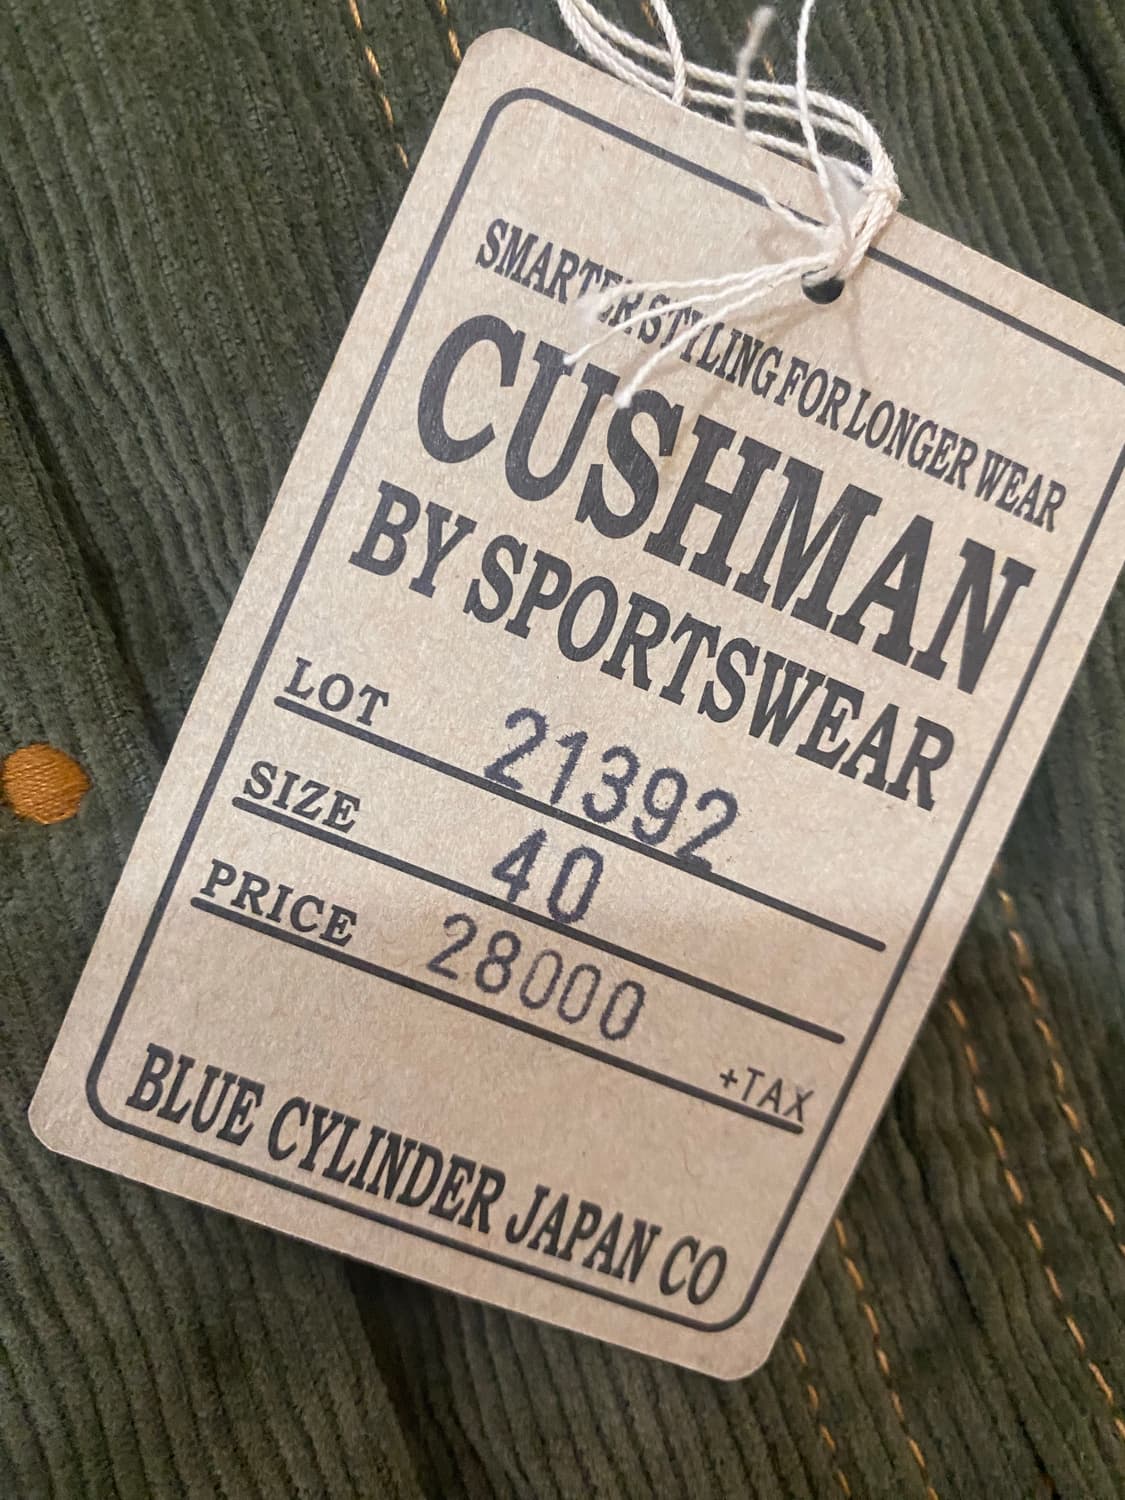 SMARTER STYLING FOR LONGER WEAR
CUSHMAN
BY SPORTSWEAR
LOT 21392
SIZE 40
PRICE 28000
+TAX
BLUE CYLINDER JAPAN CO